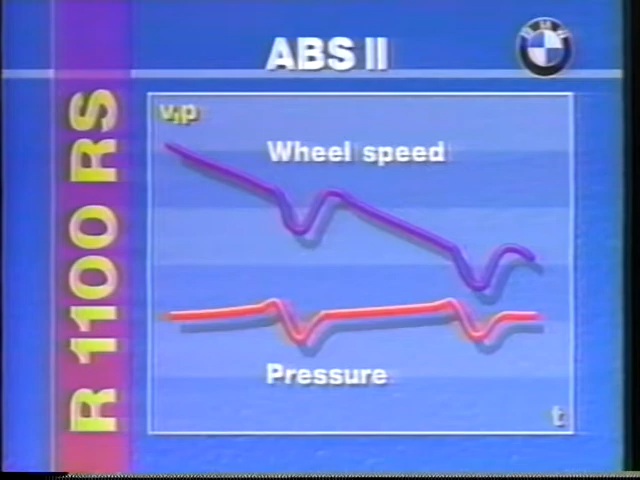 ABS II
R 1100 RS
v,p
Wheel speed
Pressure
t